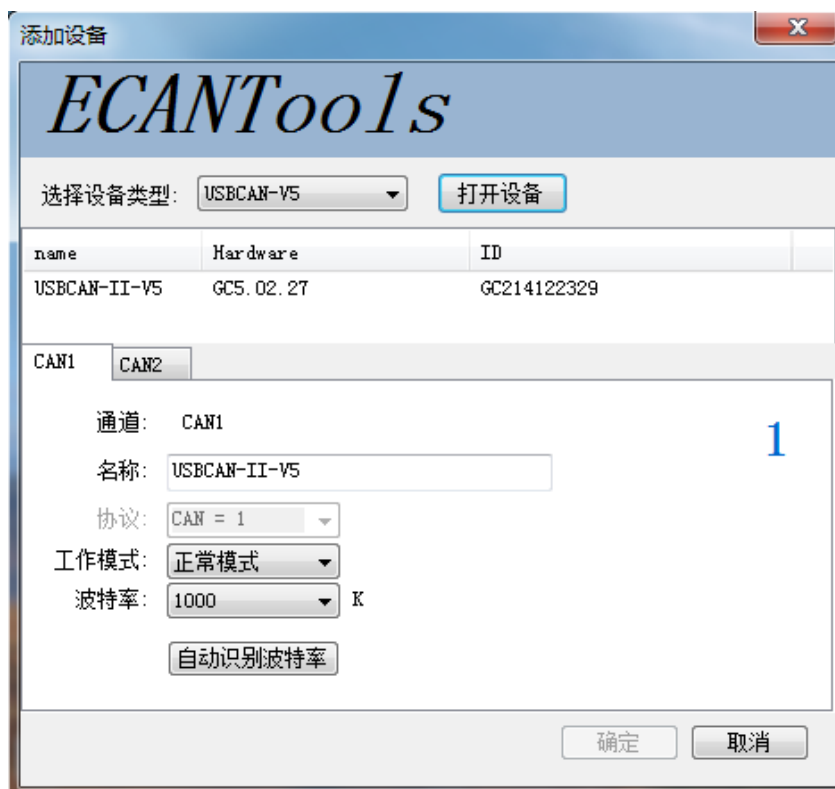 添加设备
ECANTools
选择设备类型: USBCAN-V5 打开设备
name Hardware ID
USBCAN-II-V5 GC5.02.27 GC214122329
CAN1 CAN2
通道: CAN1
1
名称: USBCAN-II-V5
协议: CAN = 1
工作模式: 正常模式
波特率: 1000 K
自动识别波特率
确定 取消